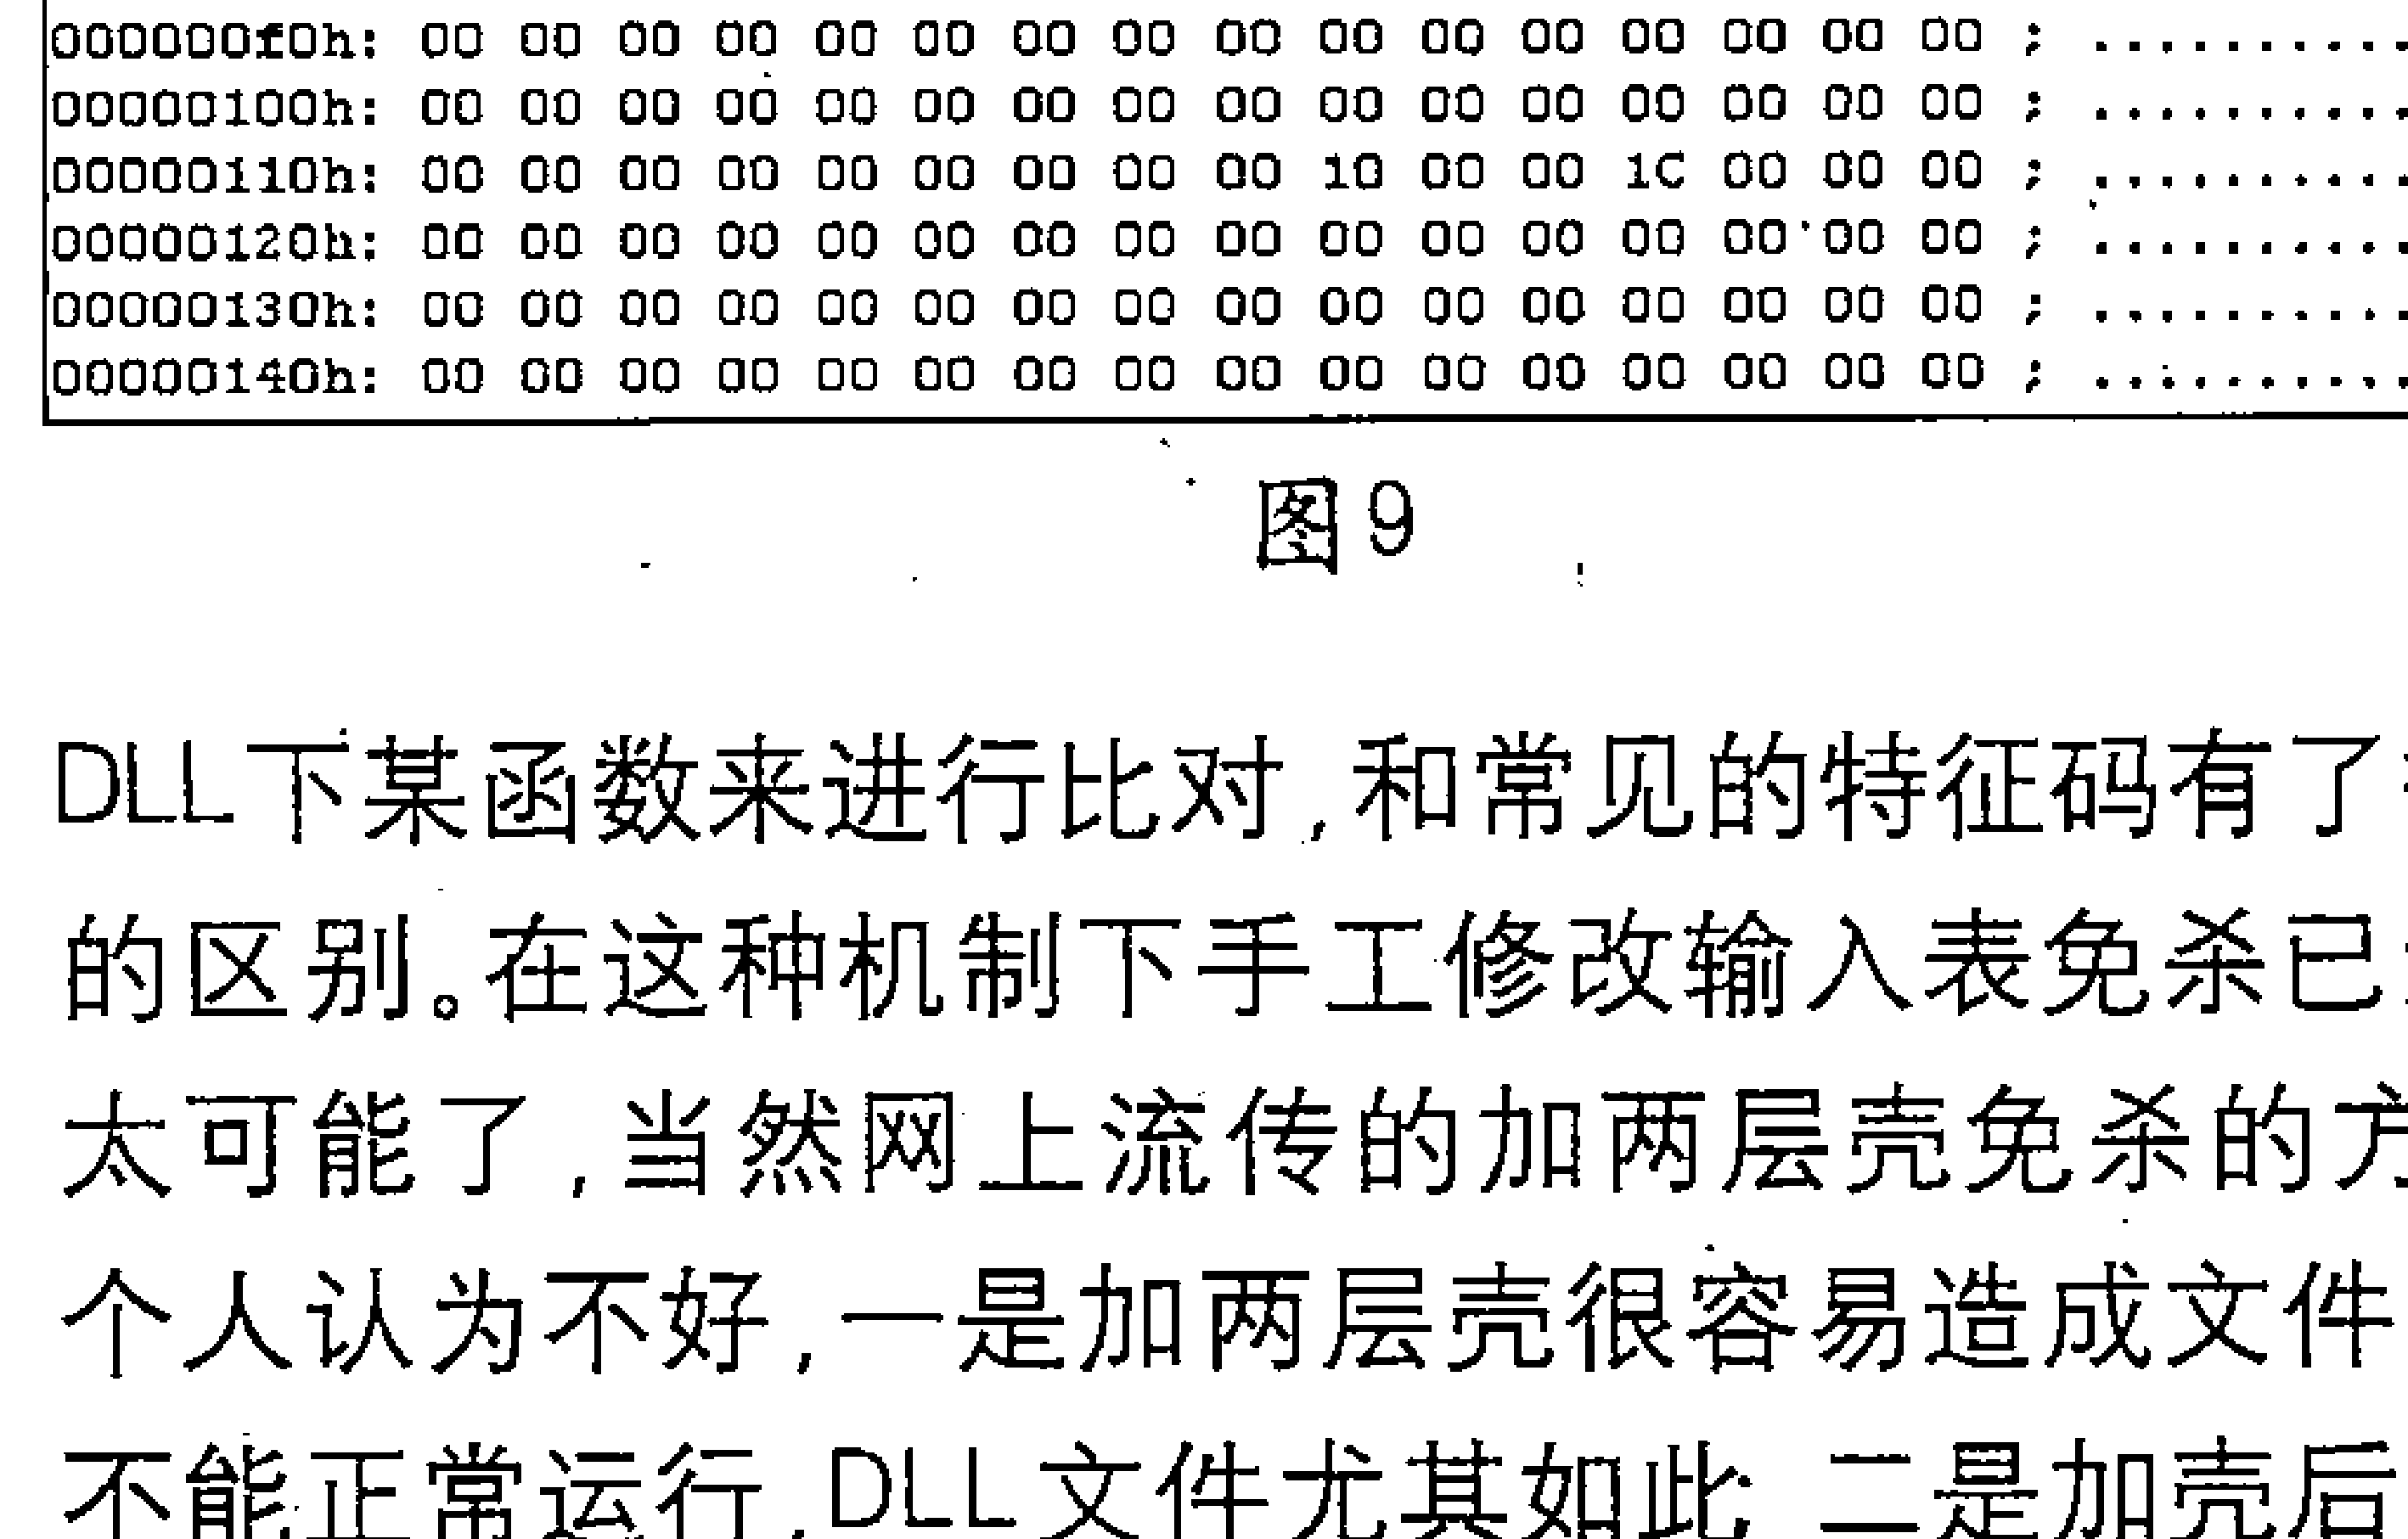 000000f0h: 00 00 00 00 00 00 00 00 00 00 00 00 00 00 00 00 ; ..........
00000100h: 00 00 00 00 00 00 00 00 00 00 00 00 00 00 00 00 ; ..........
00000110h: 00 00 00 00 00 00 00 00 00 10 00 00 1C 00 00 00 ; ..........
00000120h: 00 00 00 00 00 00 00 00 00 00 00 00 00 00 00 00 ; ..........
00000130h: 00 00 00 00 00 00 00 00 00 00 00 00 00 00 00 00 ; ..........
00000140h: 00 00 00 00 00 00 00 00 00 00 00 00 00 00 00 00 ; ..........
图9
DLL下某函数来进行比对,和常见的特征码有了
的区别。在这种机制下手工修改输入表免杀已
太可能了,当然网上流传的加两层壳免杀的方
个人认为不好,一是加两层壳很容易造成文件
不能正常运行,DLL文件尤其如此 二是加壳后